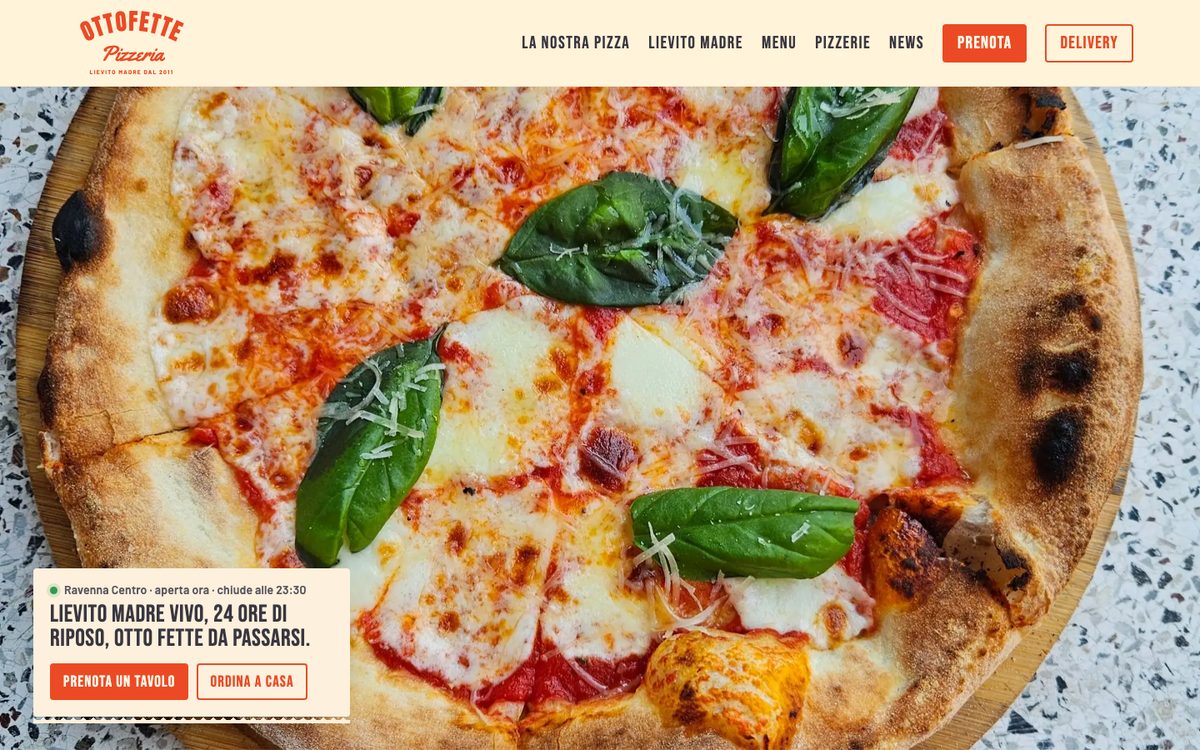 OTTOFETTE
Pizzeria
LIEVITO MADRE DAL 2011
LA NOSTRA PIZZA LIEVITO MADRE MENU PIZZERIE NEWS PRENOTA DELIVERY
Ravenna Centro · aperta ora · chiude alle 23:30
LIEVITO MADRE VIVO, 24 ORE DI
RIPOSO, OTTO FETTE DA PASSARSI.
PRENOTA UN TAVOLO ORDINA A CASA